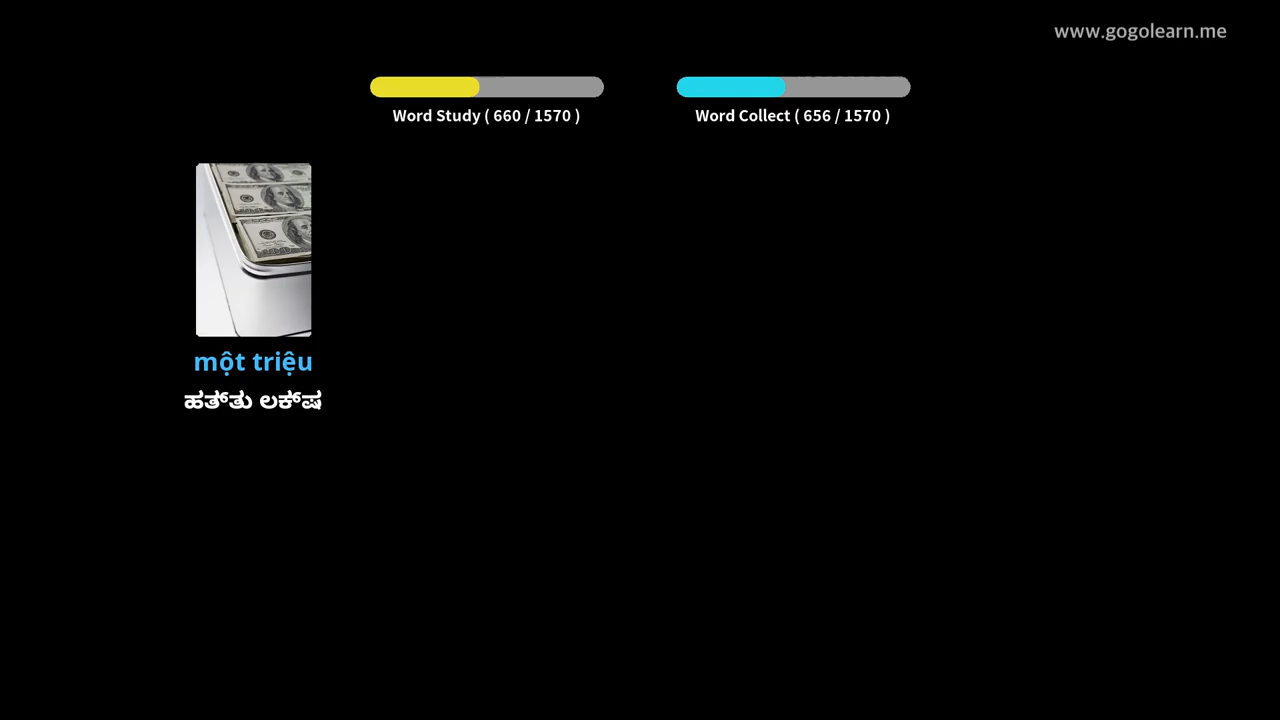 www.gogolearn.me
Word Study ( 660 / 1570 )
Word Collect ( 656 / 1570 )
một triệu
ಹತ್‌ತು ಲಕ್‌ಷ